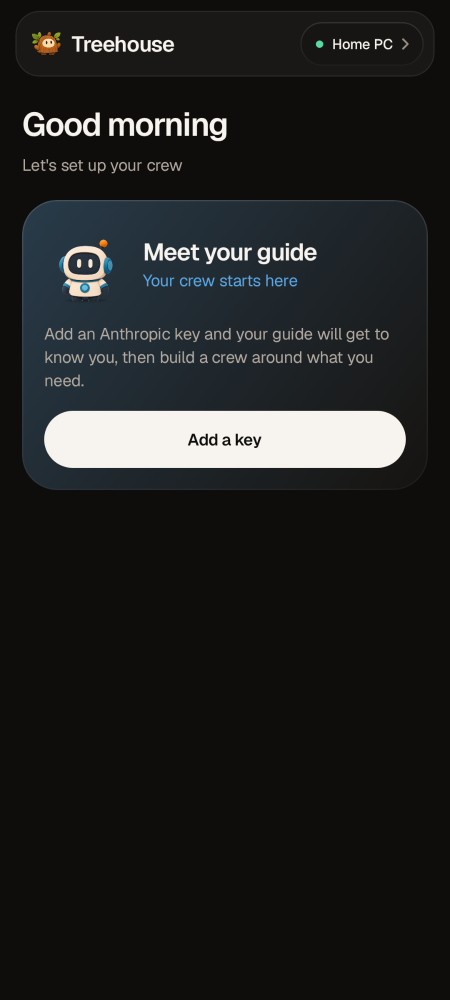 Treehouse
Home PC
Good morning
Let's set up your crew
Meet your guide
Your crew starts here
Add an Anthropic key and your guide will get to
know you, then build a crew around what you
need.
Add a key